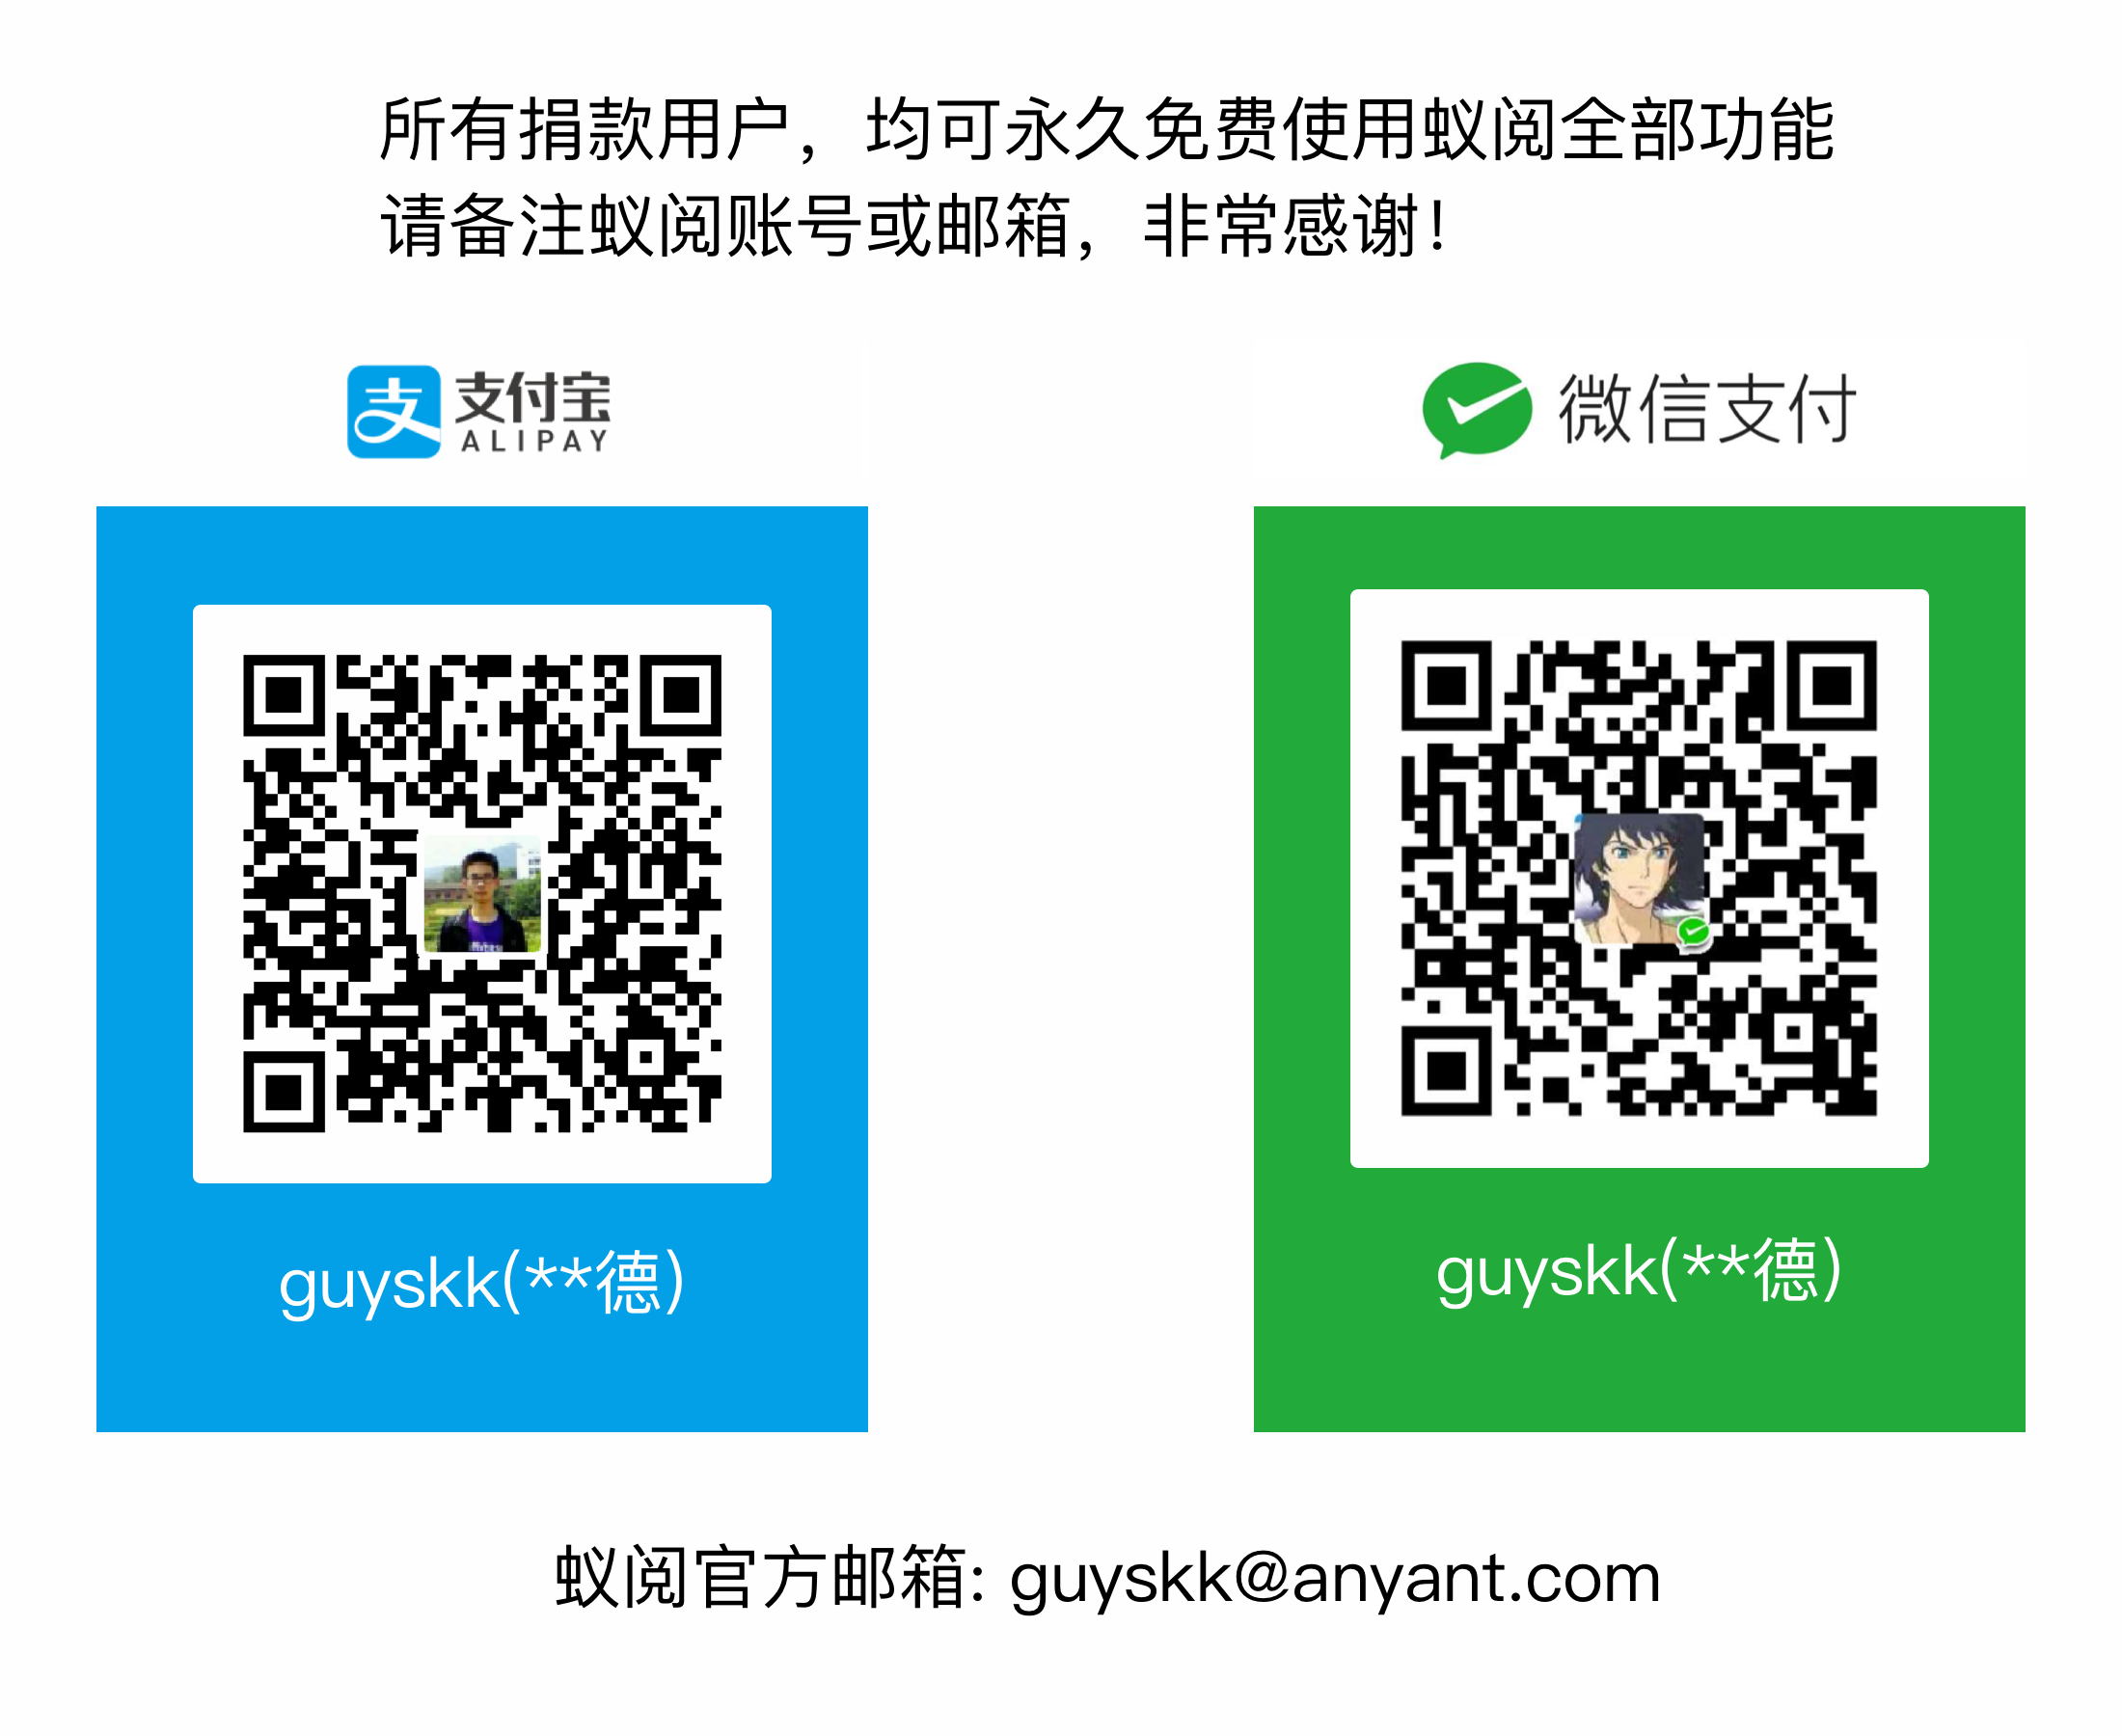 所有捐款用户，均可永久免费使用蚁阅全部功能
请备注蚁阅账号或邮箱，非常感谢！
支付宝
ALIPAY
微信支付
guyskk(**德)
guyskk(**德)
蚁阅官方邮箱: guyskk@anyant.com